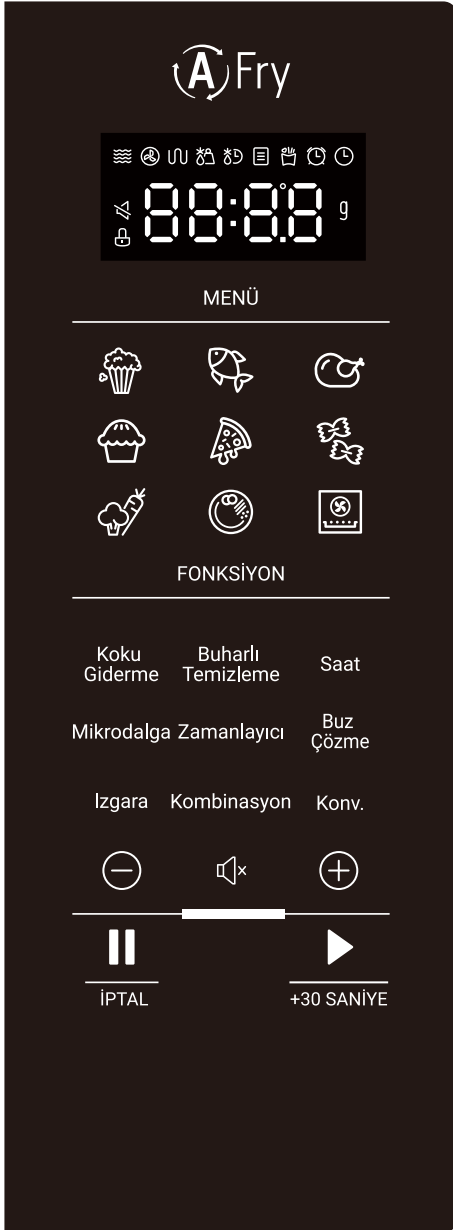 A Fry
88:8.8° g
MENÜ
FONKSİYON
Koku
Giderme
Buharlı
Temizleme
Saat
Mikrodalga
Zamanlayıcı
Buz
Çözme
Izgara
Kombinasyon
Konv.
İPTAL
+30 SANİYE